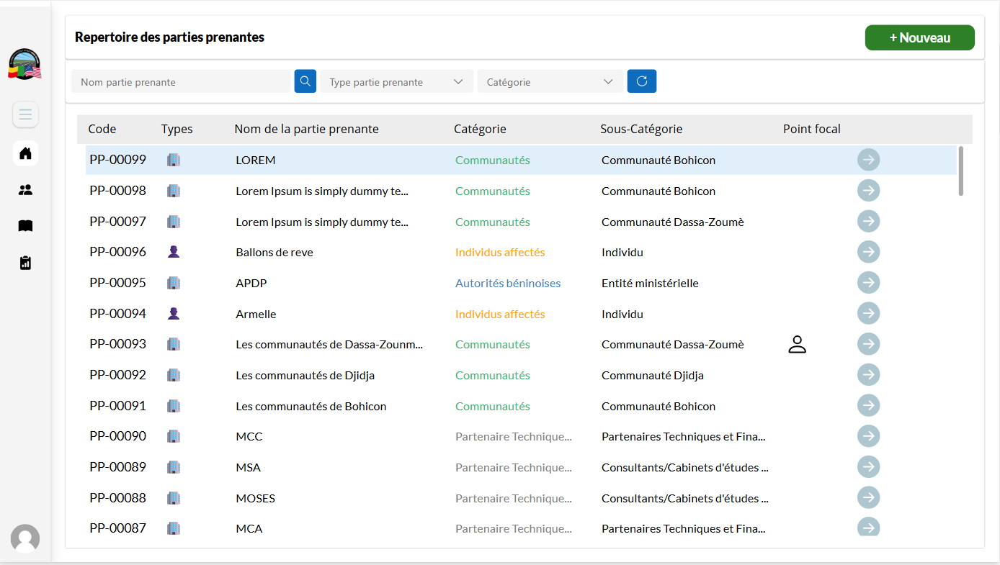 Repertoire des parties prenantes
+ Nouveau
Nom partie prenante Type partie prenante Catégorie
Code Types Nom de la partie prenante Catégorie Sous-Catégorie Point focal
PP-00099 LOREM Communautés Communauté Bohicon
PP-00098 Lorem Ipsum is simply dummy te... Communautés Communauté Bohicon
PP-00097 Lorem Ipsum is simply dummy te... Communautés Communauté Dassa-Zoumè
PP-00096 Ballons de reve Individus affectés Individu
PP-00095 APDP Autorités béninoises Entité ministérielle
PP-00094 Armelle Individus affectés Individu
PP-00093 Les communautés de Dassa-Zounm... Communautés Communauté Dassa-Zoumè
PP-00092 Les communautés de Djidja Communautés Communauté Djidja
PP-00091 Les communautés de Bohicon Communautés Communauté Bohicon
PP-00090 MCC Partenaire Technique... Partenaires Techniques et Fina...
PP-00089 MSA Partenaire Technique... Consultants/Cabinets d'études ...
PP-00088 MOSES Partenaire Technique... Consultants/Cabinets d'études ...
PP-00087 MCA Partenaire Technique... Partenaires Techniques et Fina...